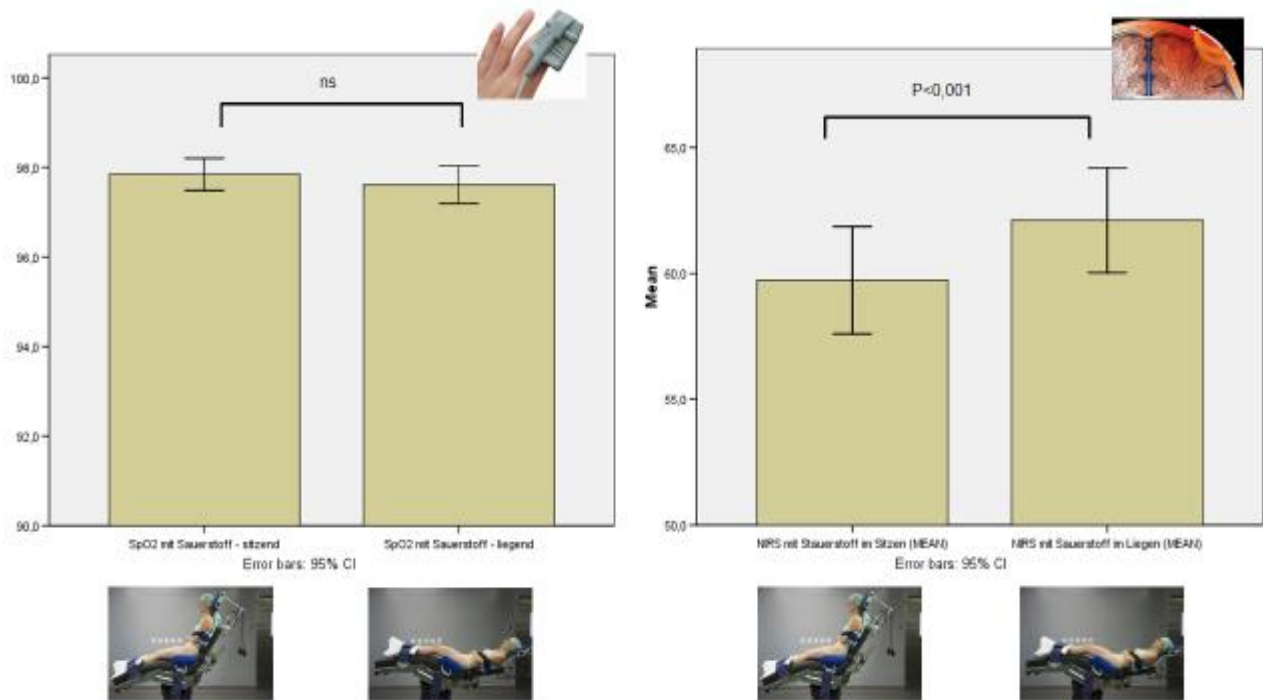 100,0
98,0
96,0
94,0
92,0
90,0
ns
SpO2 mit Sauerstoff - sitzend
SpO2 mit Sauerstoff - liegend
Error bars: 95% CI
P<0,001
Mean
65,0
60,0
55,0
50,0
NIRS mit Stauerstoff im Sitzen (MEAN)
NIRS mit Sauerstoff im Liegen (MEAN)
Error bars: 95% CI